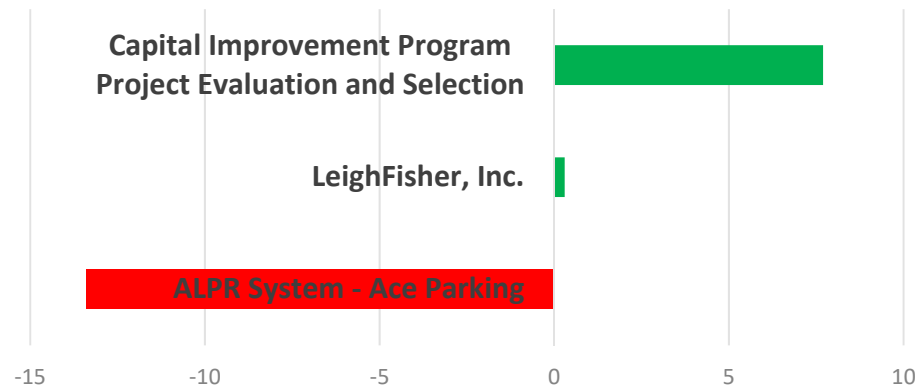 Capital Improvement Program
Project Evaluation and Selection
LeighFisher, Inc.
ALPR System - Ace Parking
-15 -10 -5 0 5 10